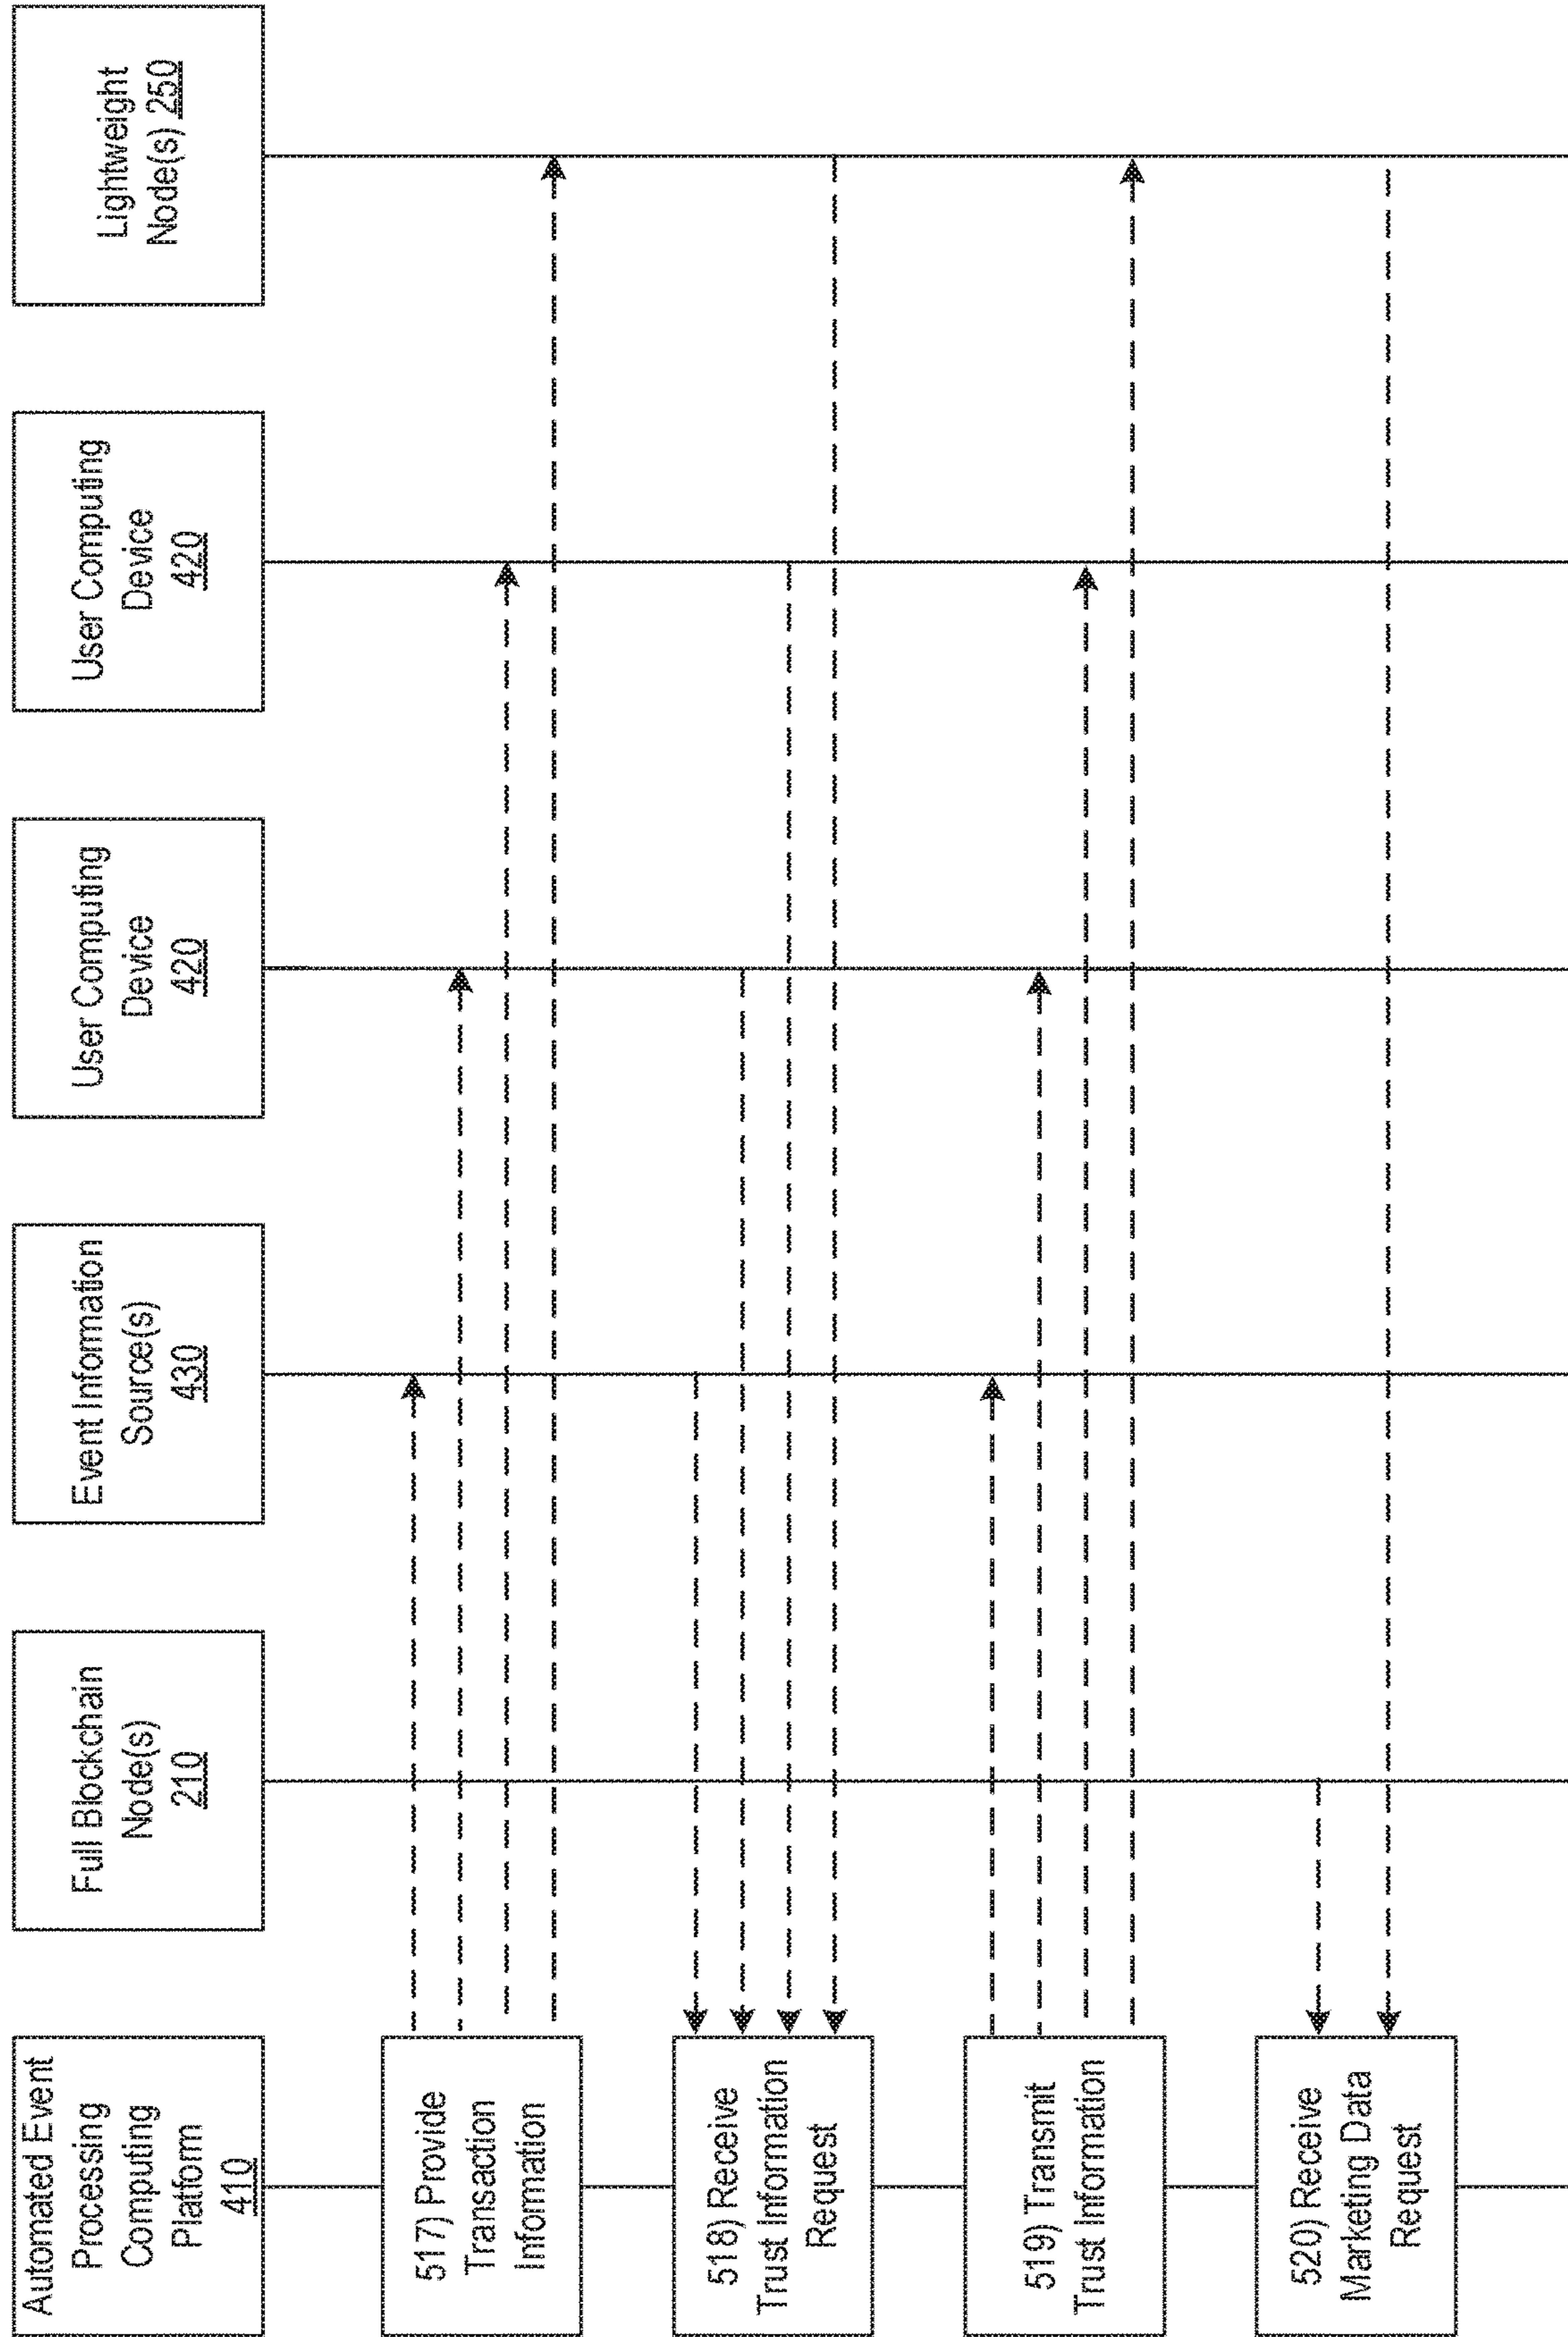 Automated Event
Processing
Computing
Platform
410
Full Blockchain
Node(s)
210
Event Information
Source(s)
430
User Computing
Device
420
User Computing
Device
420
Lightweight
Node(s) 250
517) Provide
Transaction
Information
518) Receive
Trust Information
Request
519) Transmit
Trust Information
520) Receive
Marketing Data
Request